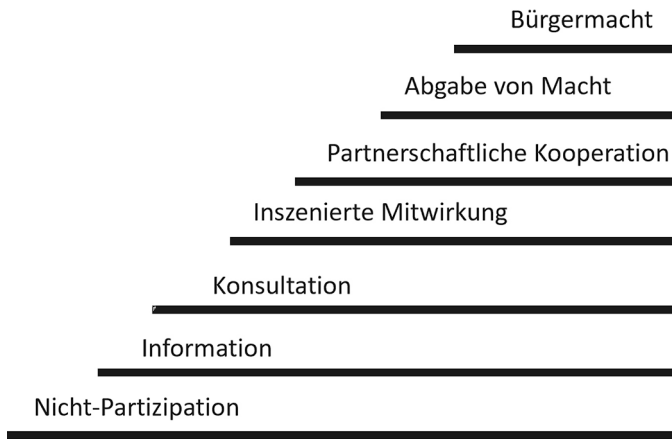 Bürgermacht
Abgabe von Macht
Partnerschaftliche Kooperation
Inszenierte Mitwirkung
Konsultation
Information
Nicht-Partizipation